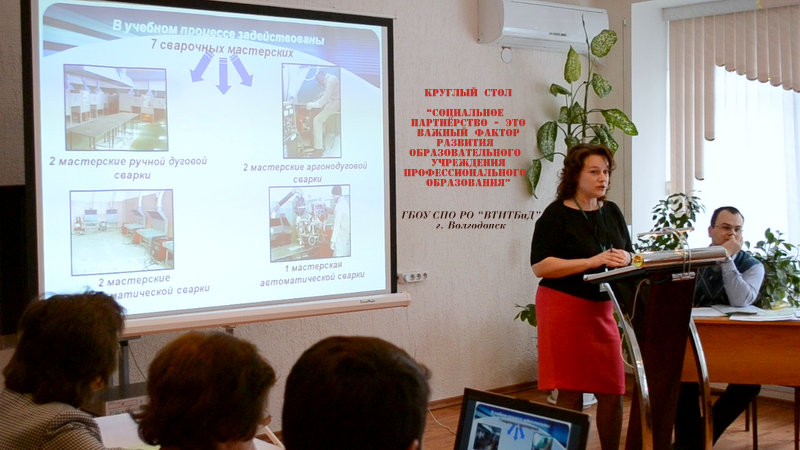 В учебном процессе задействованы
7 сварочных мастерских
2 мастерские ручной дуговой
сварки
2 мастерские аргонодуговой
сварки
2 мастерские
матической сварки
1 мастерская
автоматической сварки
КРУГЛЫЙ СТОЛ
"СОЦИАЛЬНОЕ
ПАРТНЁРСТВО - ЭТО
ВАЖНЫЙ ФАКТОР
РАЗВИТИЯ
ОБРАЗОВАТЕЛЬНОГО
УЧРЕЖДЕНИЯ
ПРОФЕССИОНАЛЬНОГО
ОБРАЗОВАНИЯ"
ГБОУ СПО РО "ВТИТБиД"
г. Волгодонск